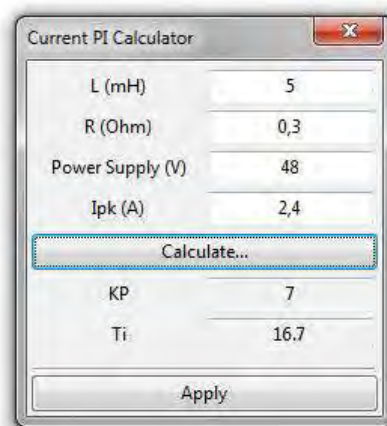 Current PI Calculator
L (mH) 5
R (Ohm) 0,3
Power Supply (V) 48
Ipk (A) 2,4
Calculate...
KP 7
Ti 16.7
Apply